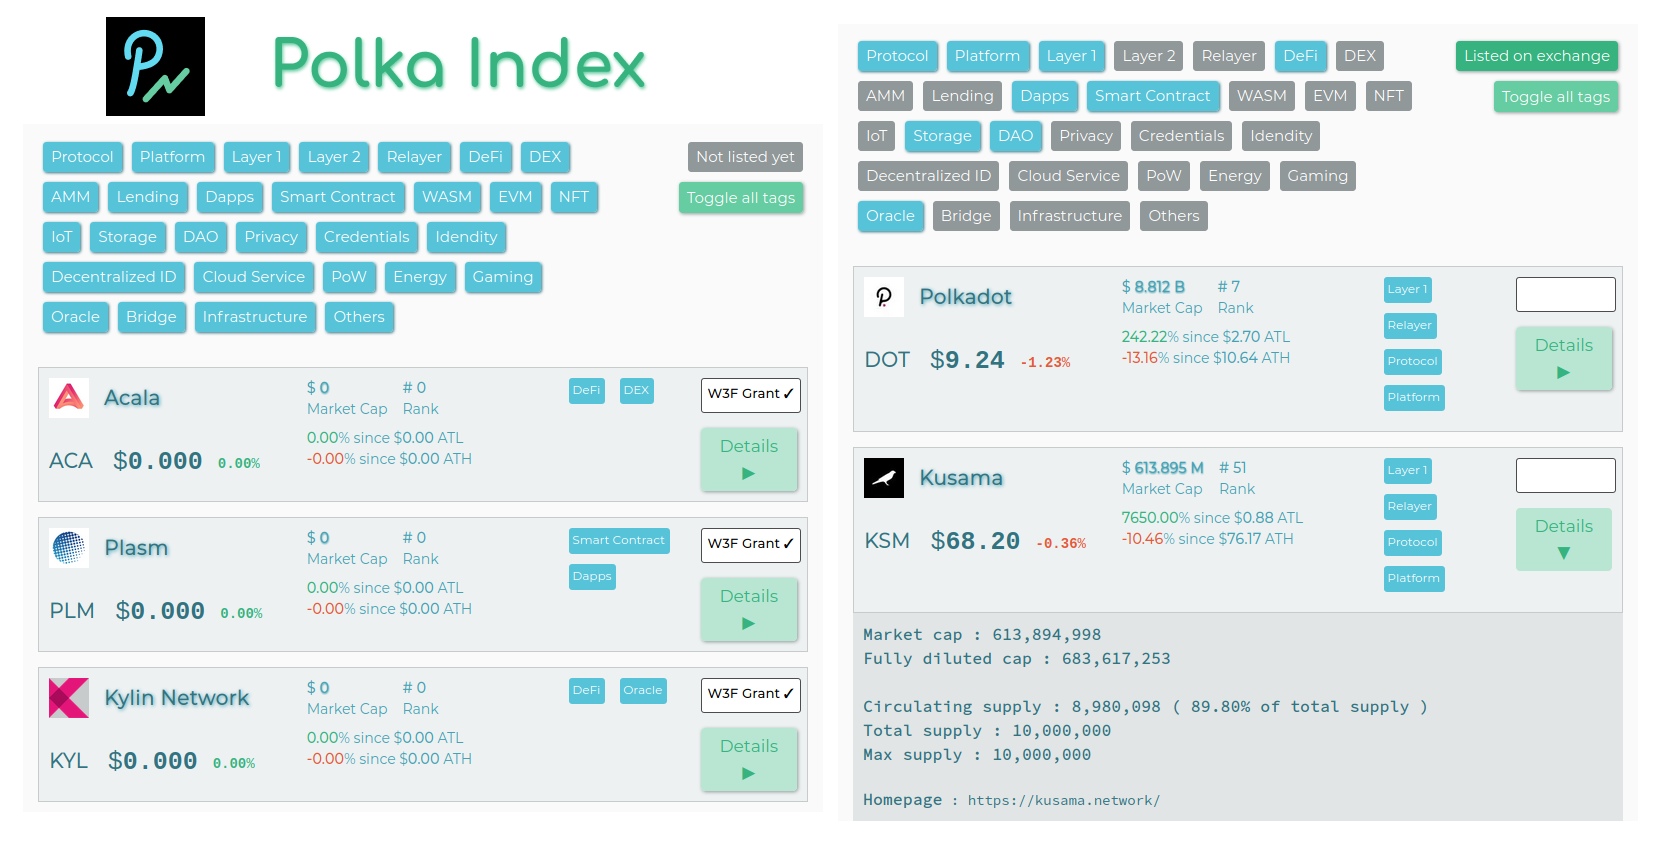 Polka Index
Protocol Platform Layer 1 Layer 2 Relayer DeFi DEX
Not listed yet
AMM Lending Dapps Smart Contract WASM EVM NFT
Toggle all tags
IoT Storage DAO Privacy Credentials Idendity
Decentralized ID Cloud Service PoW Energy Gaming
Oracle Bridge Infrastructure Others
Acala
$ 0 # 0
Market Cap Rank
DeFi DEX
W3F Grant ✓
ACA $0.000 0.00%
0.00% since $0.00 ATL
-0.00% since $0.00 ATH
Details
▶
Plasm
$ 0 # 0
Market Cap Rank
Smart Contract
Dapps
W3F Grant ✓
PLM $0.000 0.00%
0.00% since $0.00 ATL
-0.00% since $0.00 ATH
Details
▶
Kylin Network
$ 0 # 0
Market Cap Rank
DeFi Oracle
W3F Grant ✓
KYL $0.000 0.00%
0.00% since $0.00 ATL
-0.00% since $0.00 ATH
Details
▶
Protocol Platform Layer 1 Layer 2 Relayer DeFi DEX
Listed on exchange
AMM Lending Dapps Smart Contract WASM EVM NFT
Toggle all tags
IoT Storage DAO Privacy Credentials Idendity
Decentralized ID Cloud Service PoW Energy Gaming
Oracle Bridge Infrastructure Others
Polkadot
$ 8.812 B # 7
Market Cap Rank
Layer 1
Relayer
Protocol
Platform
DOT $9.24 -1.23%
242.22% since $2.70 ATL
-13.16% since $10.64 ATH
Details
▶
Kusama
$ 613.895 M # 51
Market Cap Rank
Layer 1
Relayer
Protocol
Platform
KSM $68.20 -0.36%
7650.00% since $0.88 ATL
-10.46% since $76.17 ATH
Details
▼
Market cap : 613,894,998
Fully diluted cap : 683,617,253
Circulating supply : 8,980,098 ( 89.80% of total supply )
Total supply : 10,000,000
Max supply : 10,000,000
Homepage : https://kusama.network/